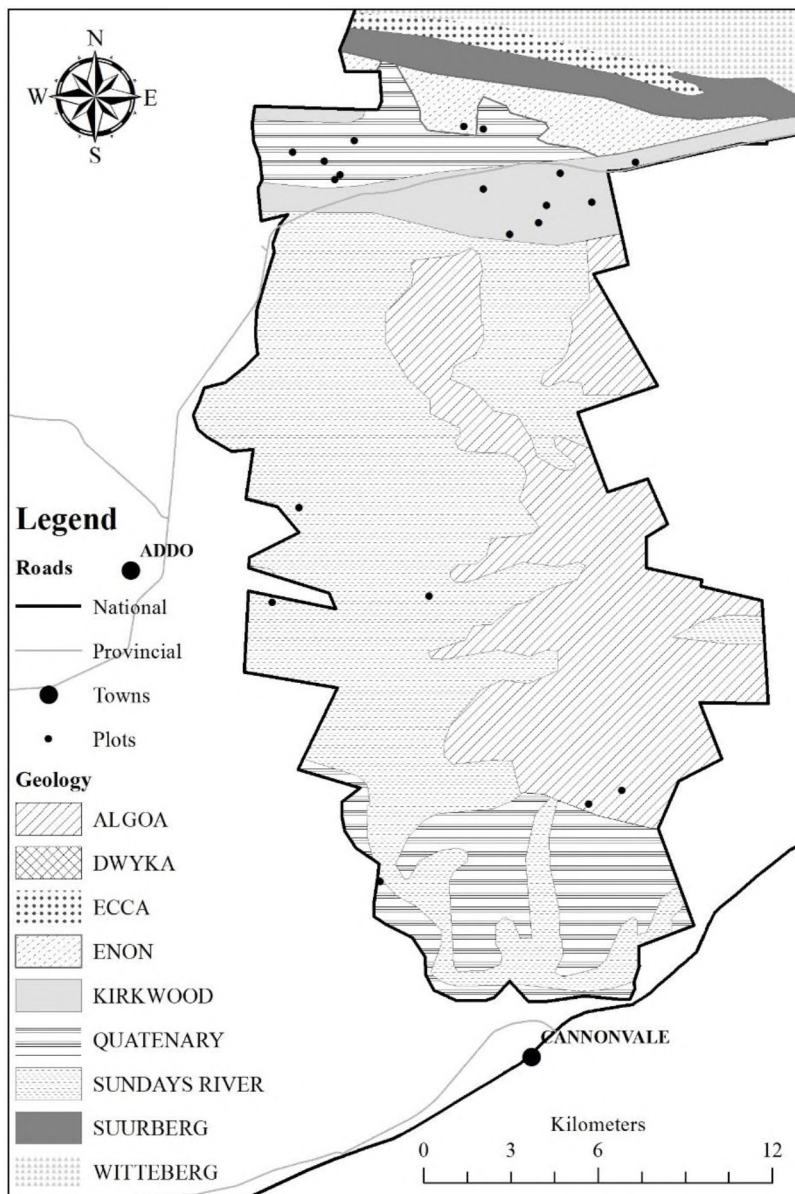 N
W E
S
Legend
Roads
ADDO
National
Provincial
Towns
Plots
Geology
ALGOA
DWYKA
ECCA
ENON
KIRKWOOD
QUATENARY
CANNONVALE
SUNDAYS RIVER
SUURBERG
Kilometers
WITTEBERG
0 3 6 12